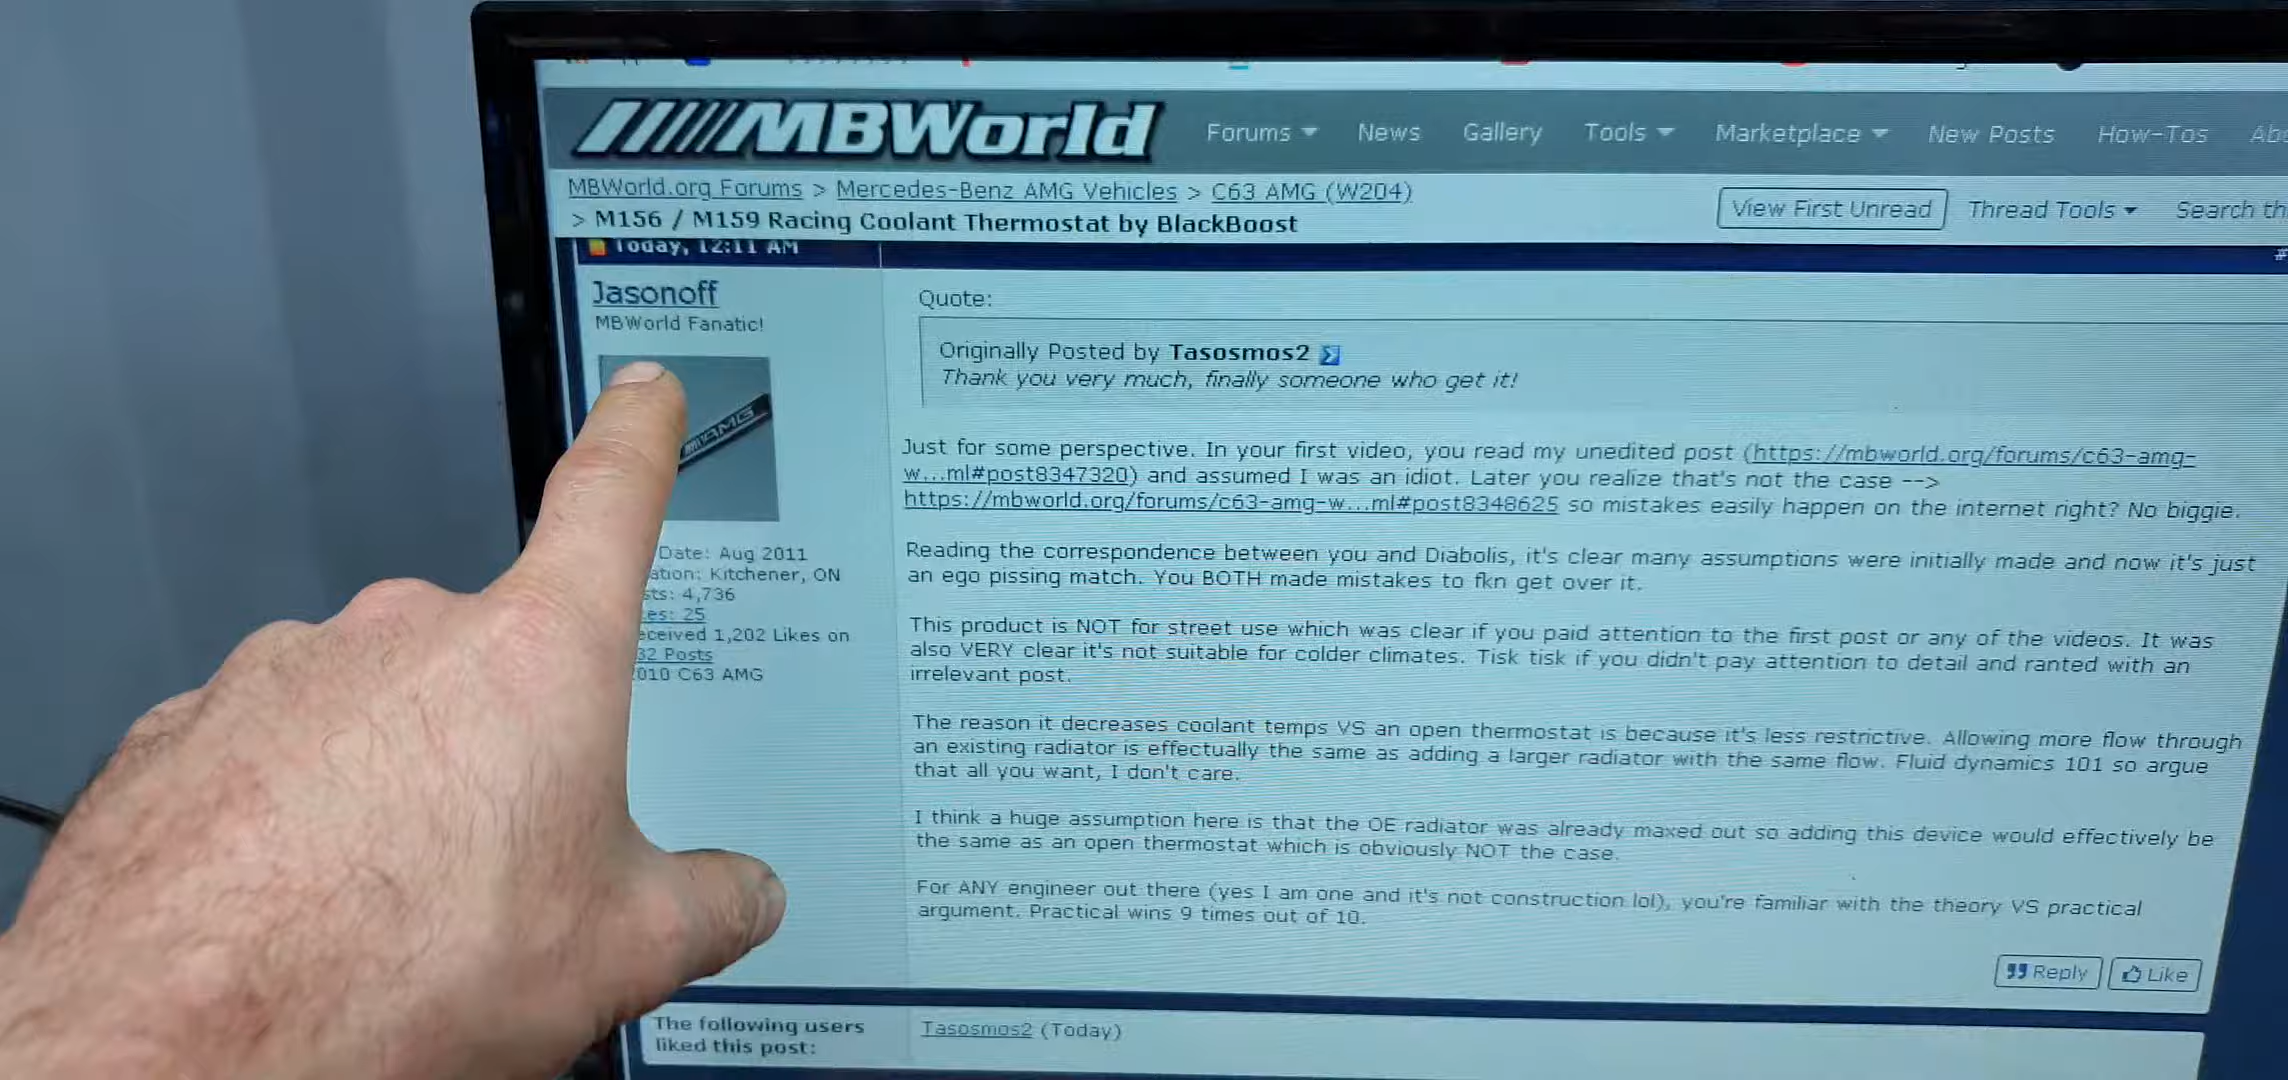 MBWorld
Forums News Gallery Tools Marketplace New Posts How-Tos
MBWorld.org Forums > Mercedes-Benz AMG Vehicles > C63 AMG (W204)
> M156 / M159 Racing Coolant Thermostat by BlackBoost
View First Unread Thread Tools Search
Today, 12:11 AM
#
Jasonoff
MBWorld Fanatic!
AMG
Date: Aug 2011
Kitchener, ON
4,736
25
1,202 Likes on
Posts
C63 AMG
Quote:
Originally Posted by Tasosmos2
Thank you very much, finally someone who get it!
Just for some perspective. In your first video, you read my unedited post (https://mbworld.org/forums/c63-amg-
w...ml#post8347320) and assumed I was an idiot. Later you realize that's not the case -->
https://mbworld.org/forums/c63-amg-w...ml#post8348625 so mistakes easily happen on the internet right? No biggie.
Reading the correspondence between you and Diabolis, it's clear many assumptions were initially made and now it's just
an ego pissing match. You BOTH made mistakes to fkn get over it.
This product is NOT for street use which was clear if you paid attention to the first post or any of the videos. It was
also VERY clear it's not suitable for colder climates. Tisk tisk if you didn't pay attention to detail and ranted with an
irrelevant post.
The reason it decreases coolant temps VS an open thermostat is because it's less restrictive. Allowing more flow through
an existing radiator is effectually the same as adding a larger radiator with the same flow. Fluid dynamics 101 so argue
that all you want, I don't care.
I think a huge assumption here is that the OE radiator was already maxed out so adding this device would effectively be
the same as an open thermostat which is obviously NOT the case.
For ANY engineer out there (yes I am one and it's not construction lol), you're familiar with the theory VS practical
argument. Practical wins 9 times out of 10.
Reply Like
The following users
liked this post:
Tasosmos2 (Today)